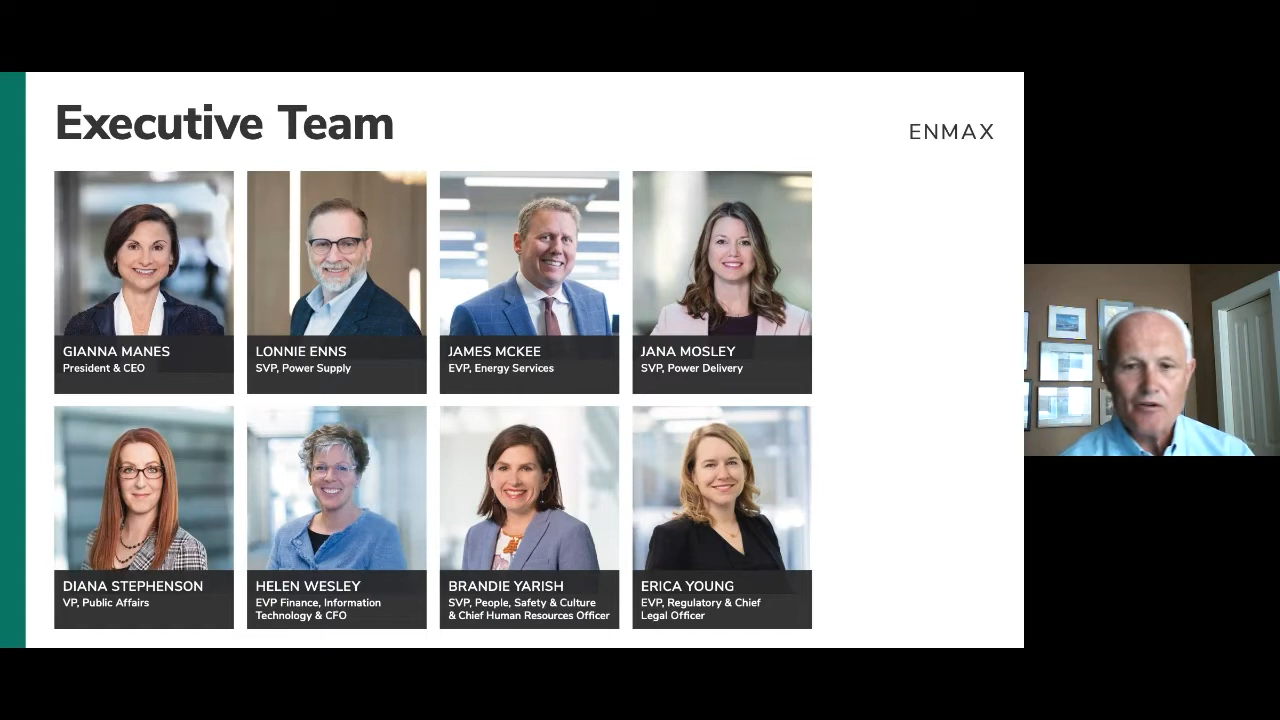 Executive Team
ENMAX
GIANNA MANES
President & CEO
LONNIE ENNS
SVP, Power Supply
JAMES MCKEE
EVP, Energy Services
JANA MOSLEY
SVP, Power Delivery
DIANA STEPHENSON
VP, Public Affairs
HELEN WESLEY
EVP Finance, Information
Technology & CFO
BRANDIE YARISH
SVP, People, Safety & Culture
& Chief Human Resources Officer
ERICA YOUNG
EVP, Regulatory & Chief
Legal Officer